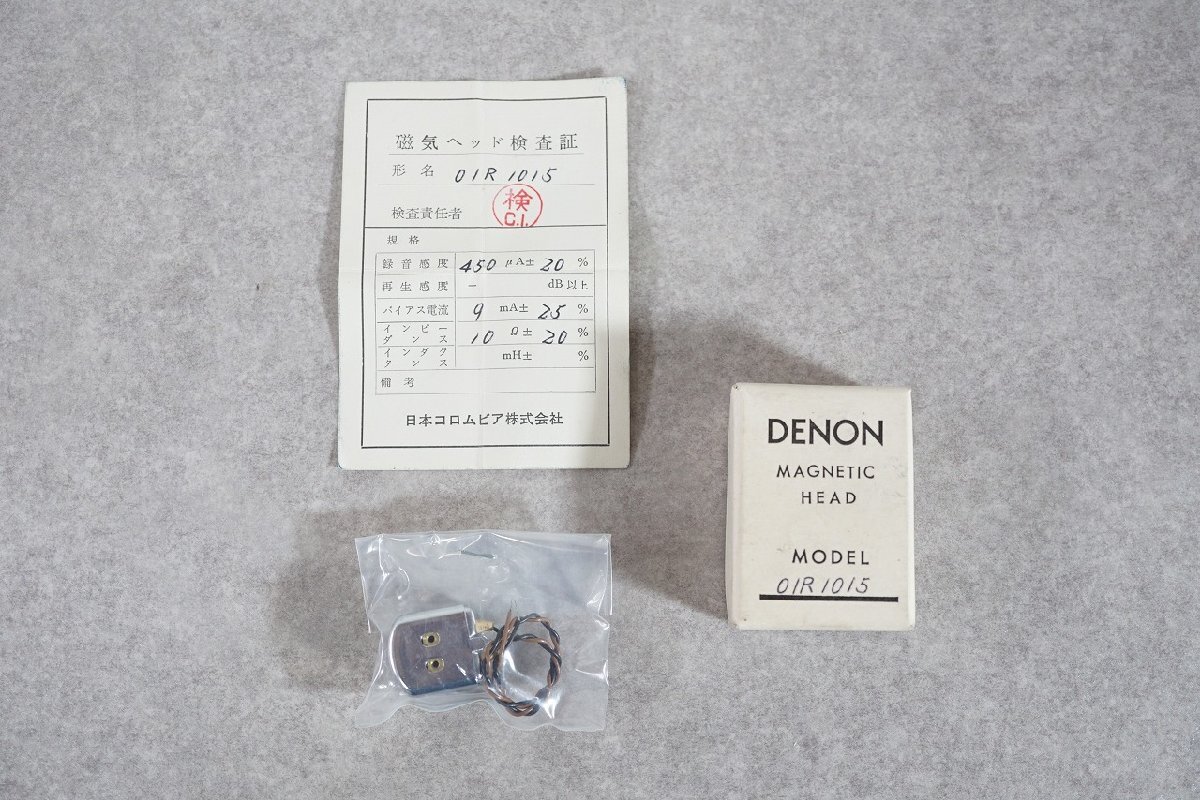 磁気ヘッド検査証
形名 01R1015
検査責任者 検 C.I.
規格
録音感度 450 μA± 20 %
再生感度 - dB以上
バイアス電流 9 mA± 25 %
インピーダンス 10 Ω± 20 %
インダクタンス mH± %
備考
日本コロムビア株式会社
DENON
MAGNETIC
HEAD
MODEL
01R1015